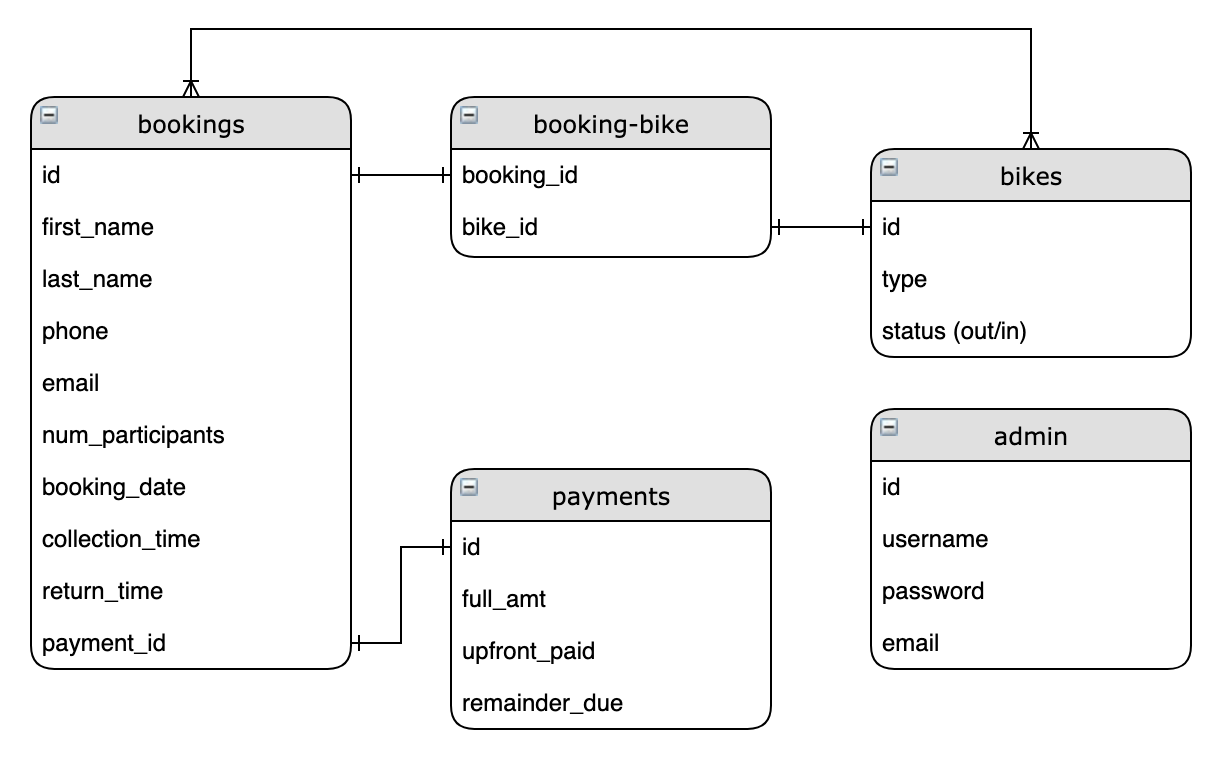 bookings
id
first_name
last_name
phone
email
num_participants
booking_date
collection_time
return_time
payment_id
booking-bike
booking_id
bike_id
bikes
id
type
status (out/in)
payments
id
full_amt
upfront_paid
remainder_due
admin
id
username
password
email